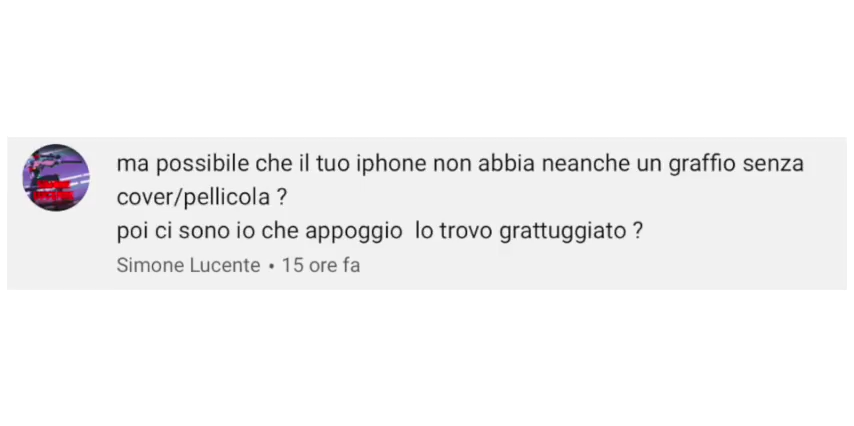 ma possibile che il tuo iphone non abbia neanche un graffio senza
cover/pellicola ?
poi ci sono io che appoggio  lo trovo grattuggiato ?
Simone Lucente • 15 ore fa